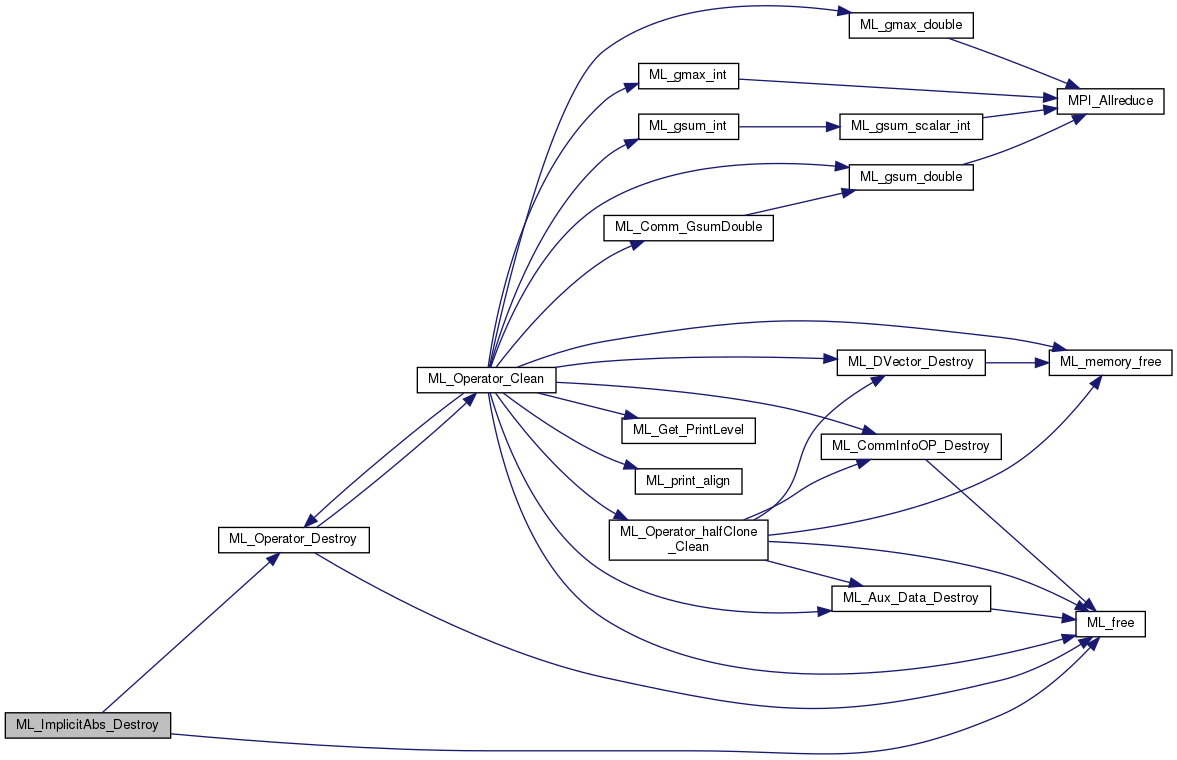 ML_gmax_double
ML_gmax_int
MPI_Allreduce
ML_gsum_int
ML_gsum_scalar_int
ML_gsum_double
ML_Comm_GsumDouble
ML_DVector_Destroy
ML_memory_free
ML_Operator_Clean
ML_Get_PrintLevel
ML_CommInfoOP_Destroy
ML_print_align
ML_Operator_Destroy
ML_Operator_halfClone
_Clean
ML_Aux_Data_Destroy
ML_free
ML_ImplicitAbs_Destroy